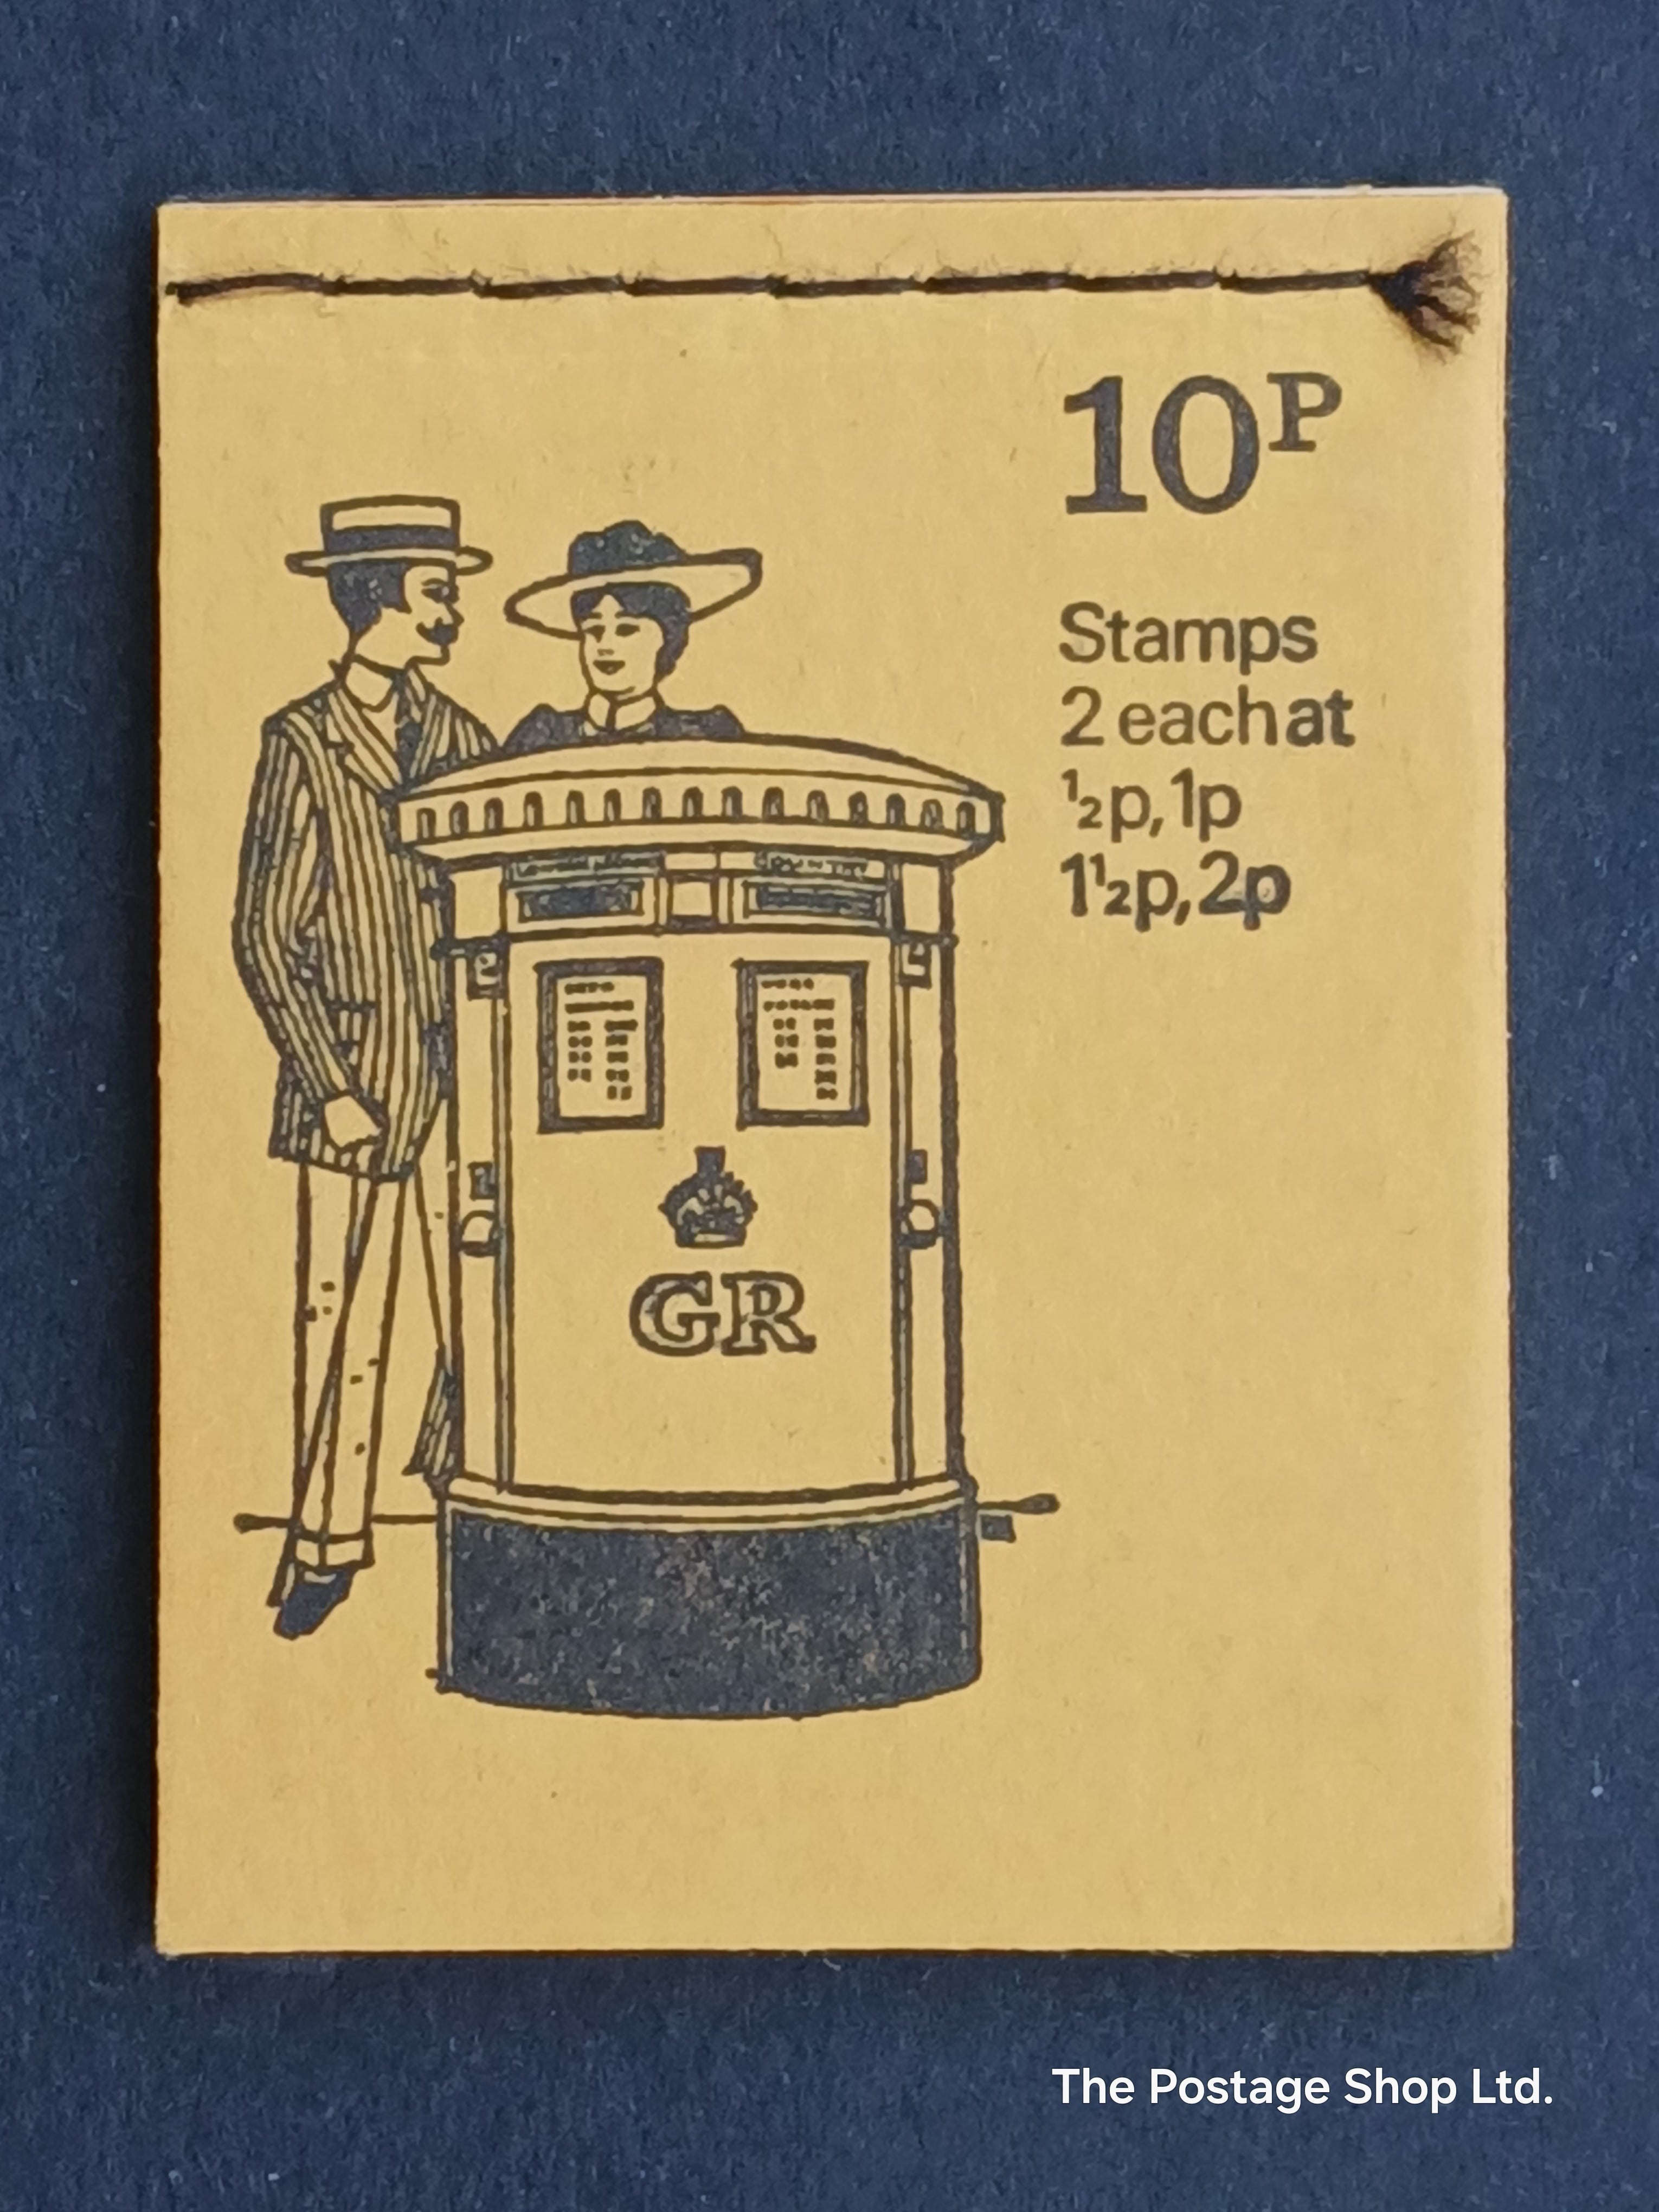 10P
Stamps
2 each at
½p, 1p
1½p, 2p
GR
The Postage Shop Ltd.